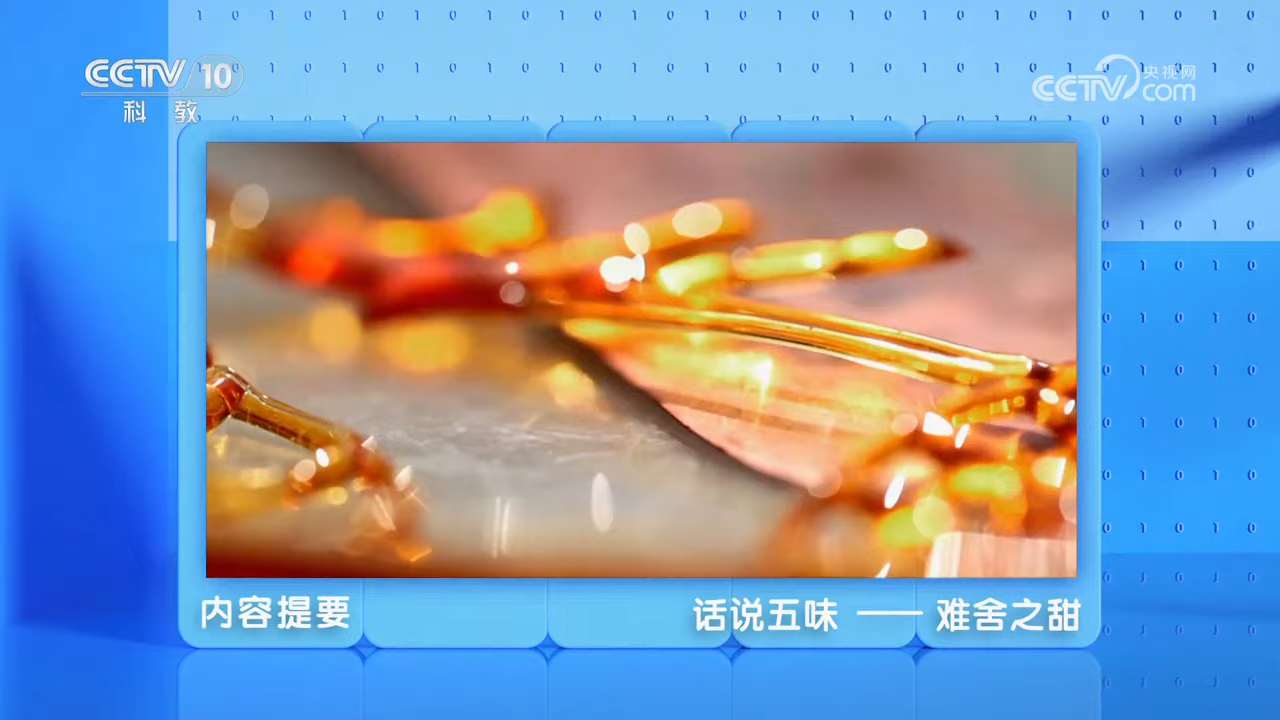 CCTV 10
科教
央视网
CCTV.com
内容提要
话说五味 —— 难舍之甜